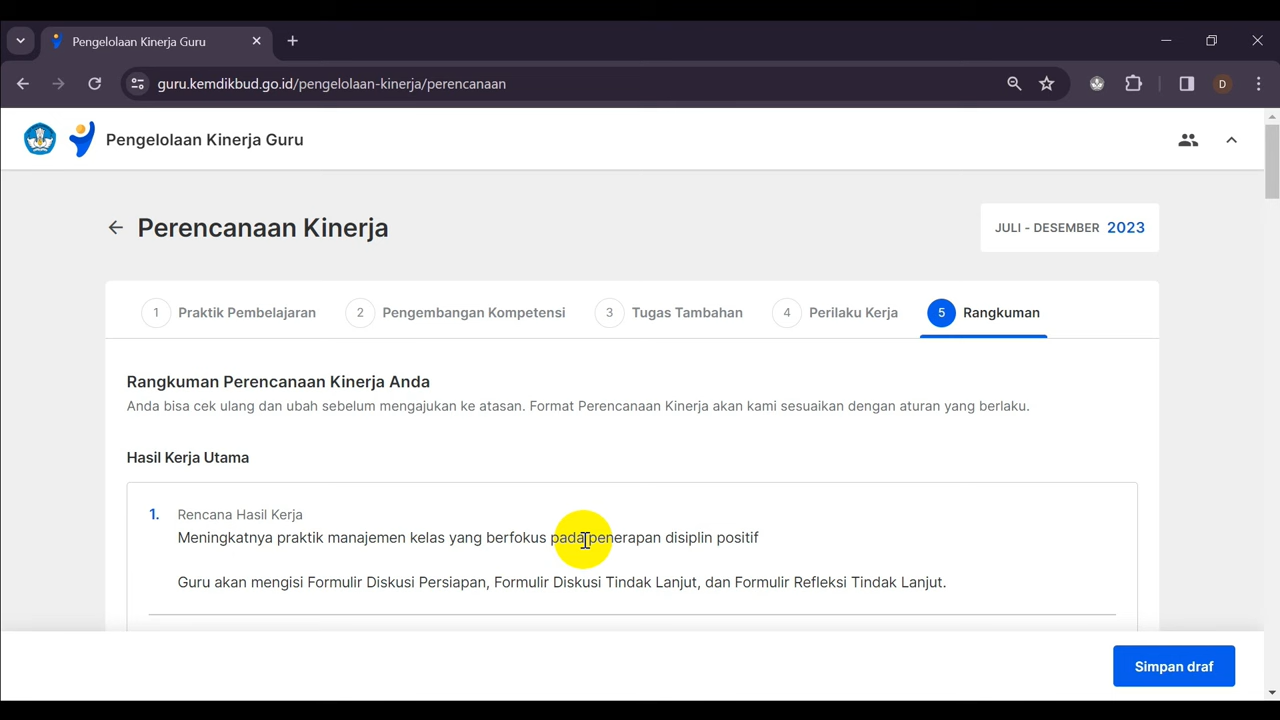 Pengelolaan Kinerja Guru
guru.kemdikbud.go.id/pengelolaan-kinerja/perencanaan
D
Pengelolaan Kinerja Guru
Perencanaan Kinerja
JULI - DESEMBER 2023
1 Praktik Pembelajaran 2 Pengembangan Kompetensi 3 Tugas Tambahan 4 Perilaku Kerja 5 Rangkuman
Rangkuman Perencanaan Kinerja Anda
Anda bisa cek ulang dan ubah sebelum mengajukan ke atasan. Format Perencanaan Kinerja akan kami sesuaikan dengan aturan yang berlaku.
Hasil Kerja Utama
1. Rencana Hasil Kerja
Meningkatnya praktik manajemen kelas yang berfokus pada penerapan disiplin positif
Guru akan mengisi Formulir Diskusi Persiapan, Formulir Diskusi Tindak Lanjut, dan Formulir Refleksi Tindak Lanjut.
Simpan draf